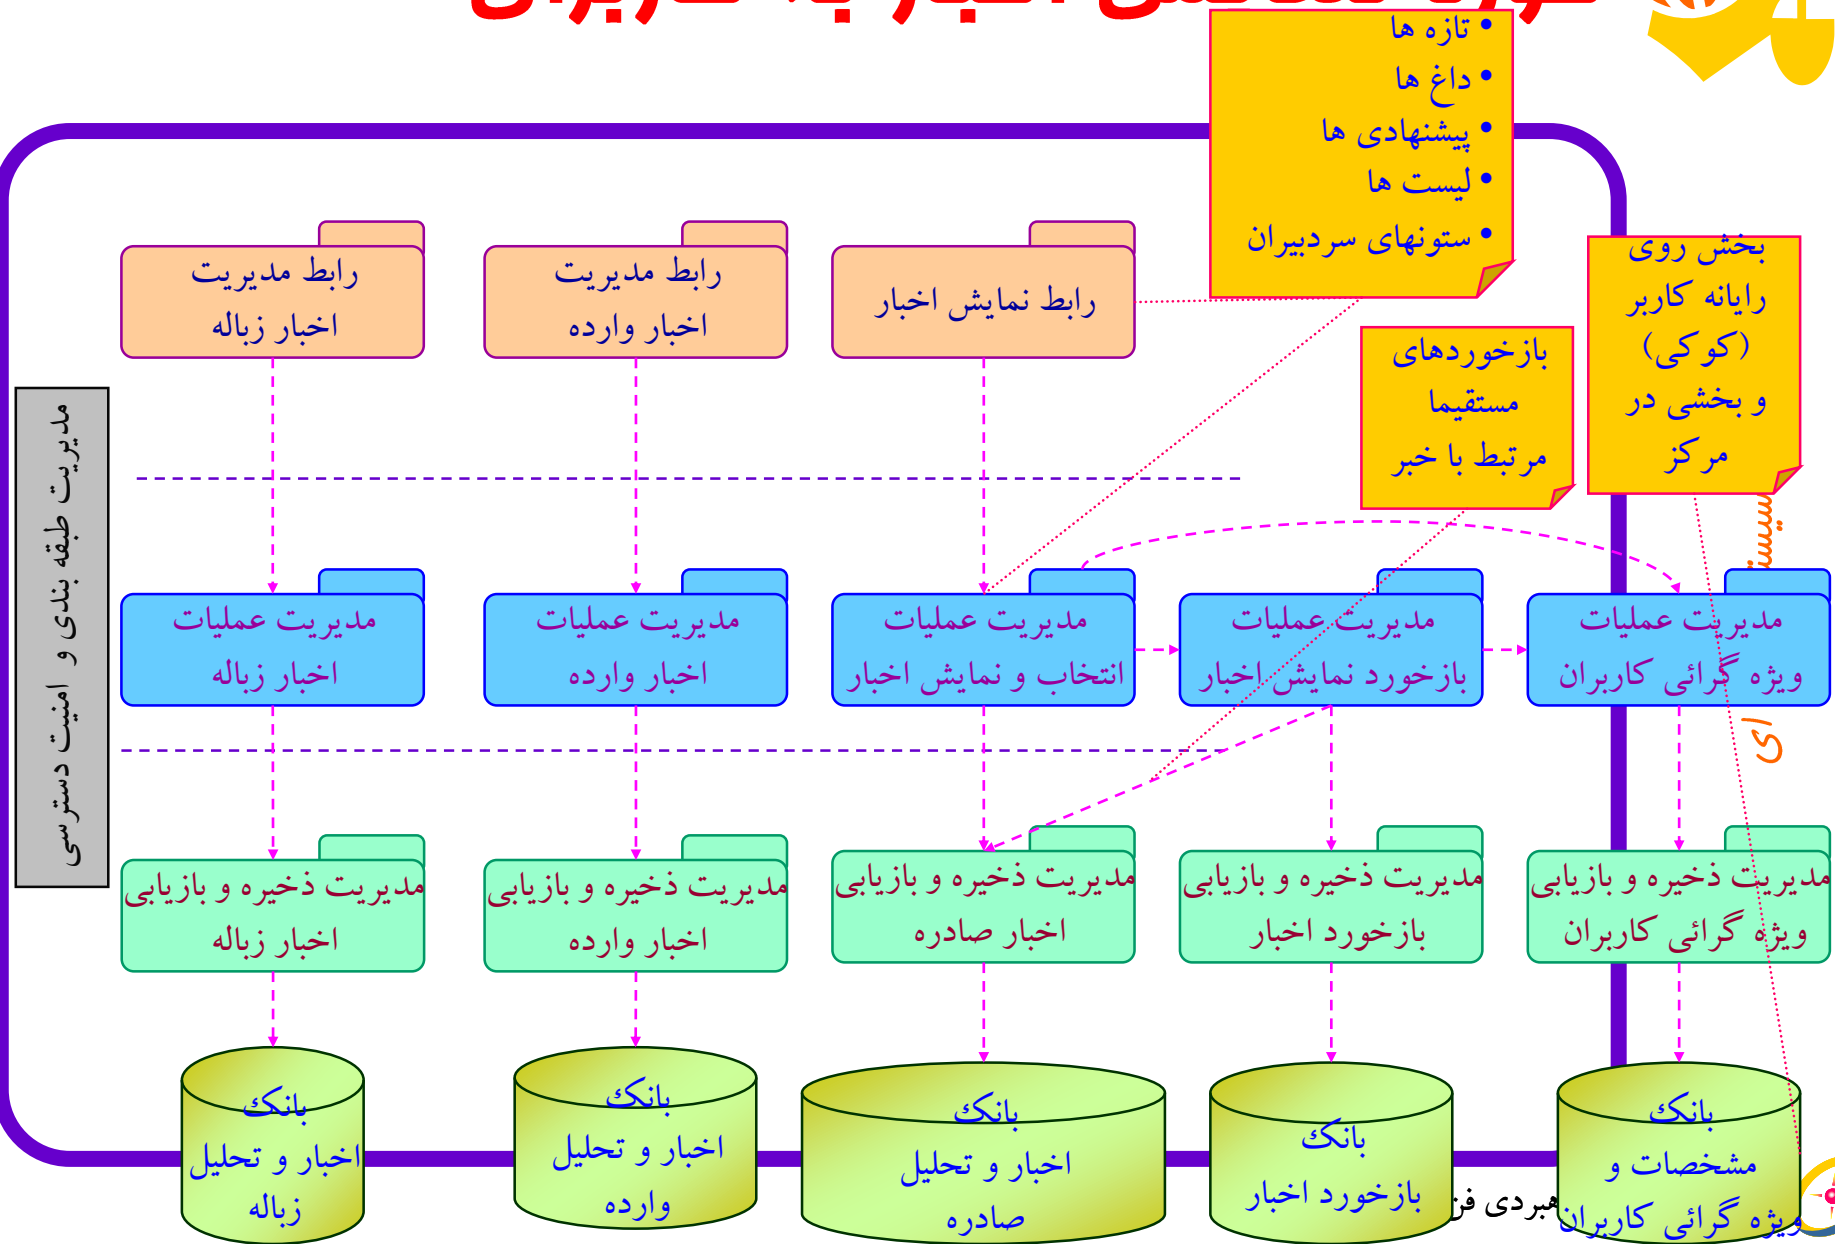 اخبار به کاربران
• تازه ها
• داغ ها
• پیشنهادی ها
• لیست ها
• ستونهای سردبیران
بخش روی
رایانه کاربر
(کوکی)
و بخشی در
مرکز
بازخوردهای
مستقیما
مرتبط با خبر
رابط نمایش اخبار
رابط مدیریت
اخبار وارده
رابط مدیریت
اخبار زباله
مدیریت طبقه بندی و امنیت دسترسی
مدیریت عملیات
ویژه گرائی کاربران
مدیریت عملیات
بازخورد نمایش اخبار
مدیریت عملیات
انتخاب و نمایش اخبار
مدیریت عملیات
اخبار وارده
مدیریت عملیات
اخبار زباله
ای
مدیریت ذخیره و بازیابی
ویژه گرائی کاربران
مدیریت ذخیره و بازیابی
بازخورد اخبار
مدیریت ذخیره و بازیابی
اخبار صادره
مدیریت ذخیره و بازیابی
اخبار وارده
مدیریت ذخیره و بازیابی
اخبار زباله
بانک
مشخصات و
ویژه گرائی کاربران
بانک
بازخورد اخبار
بانک
اخبار و تحلیل
صادره
بانک
اخبار و تحلیل
وارده
بانک
اخبار و تحلیل
زباله